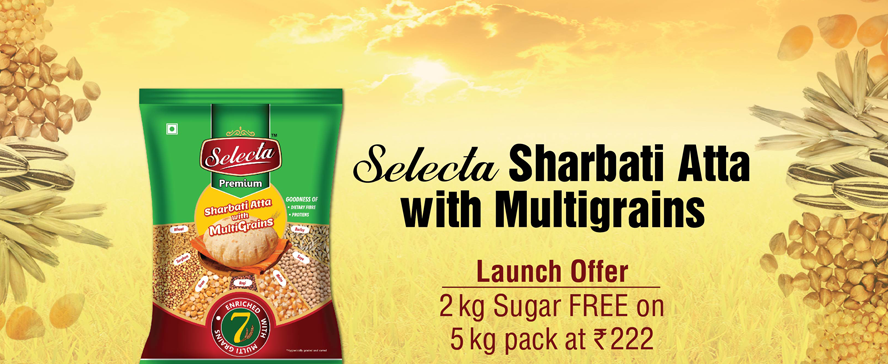 Selecta
TM
Premium
Sharbati Atta
with
MultiGrains
GOODNESS OF
• DIETARY FIBRE
• PROTEINS
ENRICHED
WITH
MULTI GRAINS
7
Selecta Sharbati Atta
with Multigrains
Launch Offer
2 kg Sugar FREE on
5 kg pack at ₹222